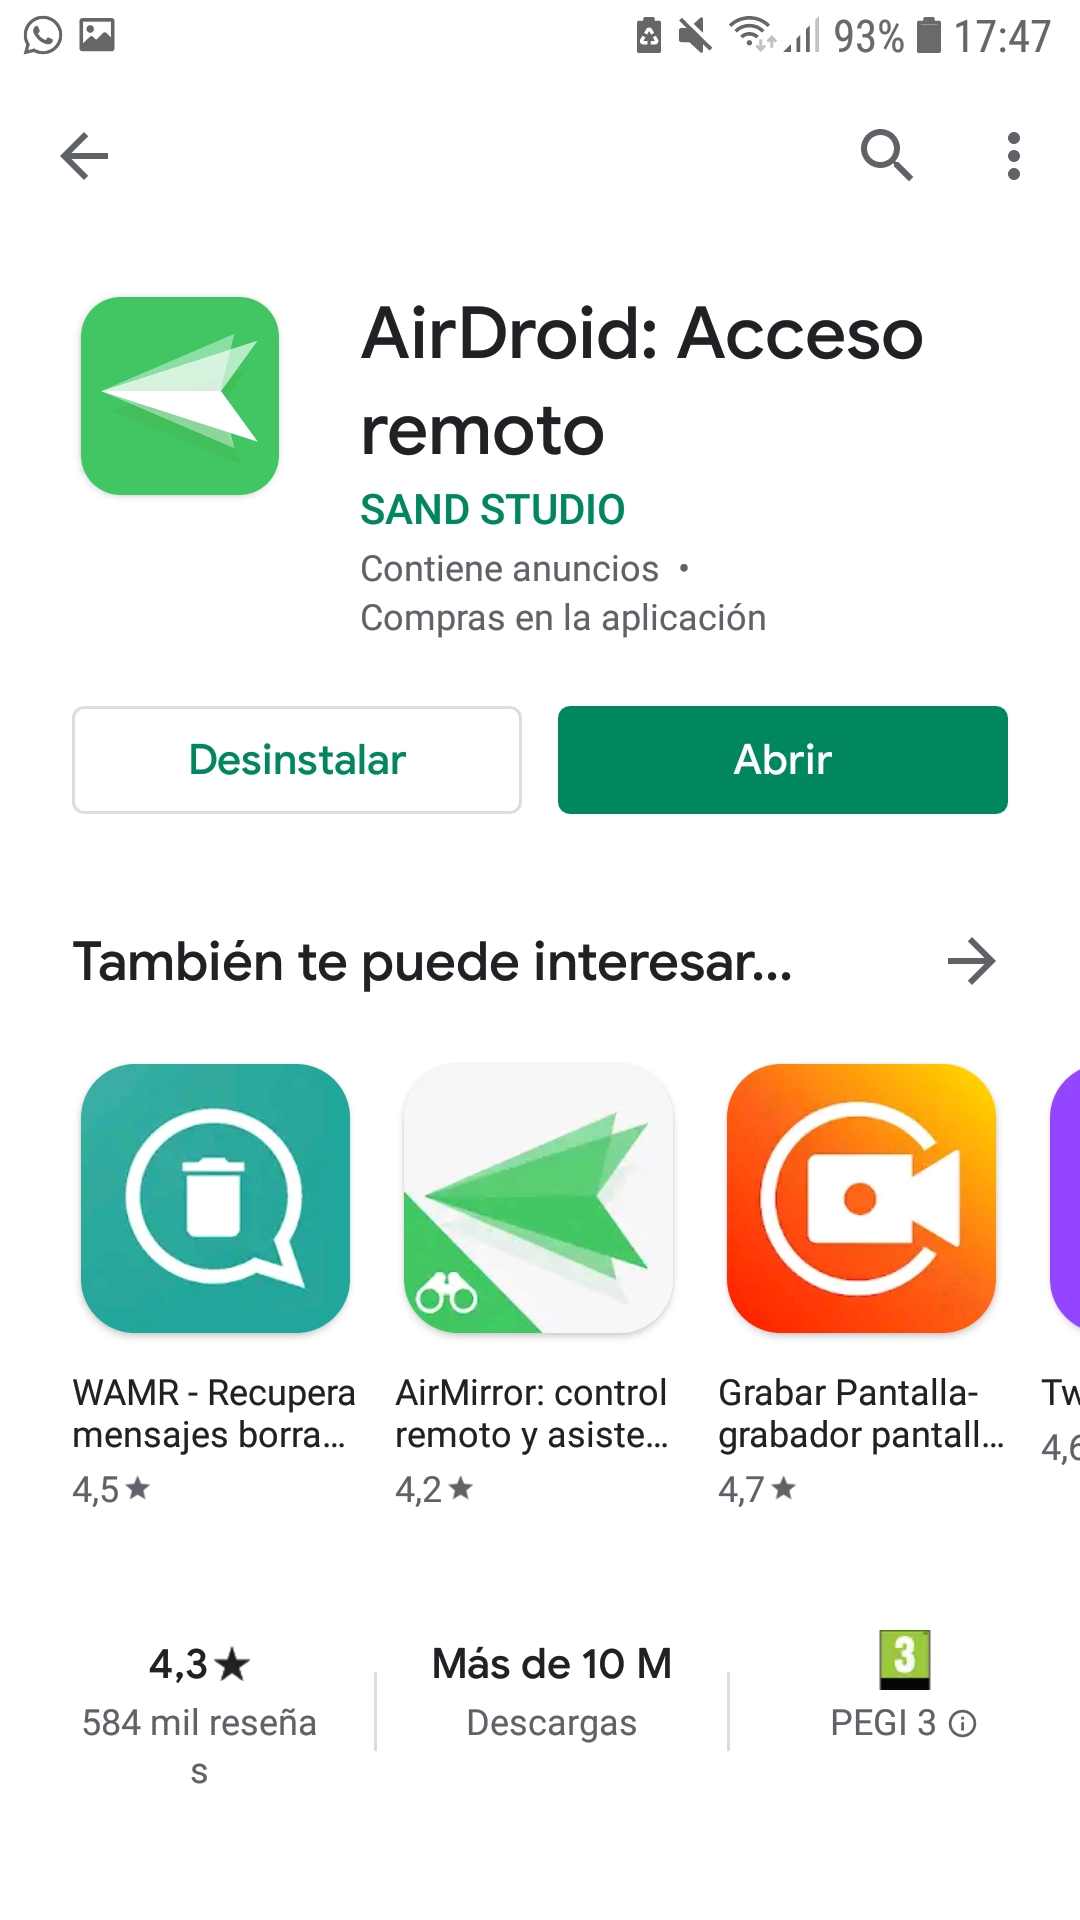 93% 17:47
AirDroid: Acceso
remoto
SAND STUDIO
Contiene anuncios •
Compras en la aplicación
Desinstalar
Abrir
También te puede interesar...
WAMR - Recupera
mensajes borra...
4,5★
AirMirror: control
remoto y asiste...
4,2★
Grabar Pantalla-
grabador pantall...
4,7★
Tw
4,6
4,3★
584 mil reseña
s
Más de 10 M
Descargas
3
PEGI 3